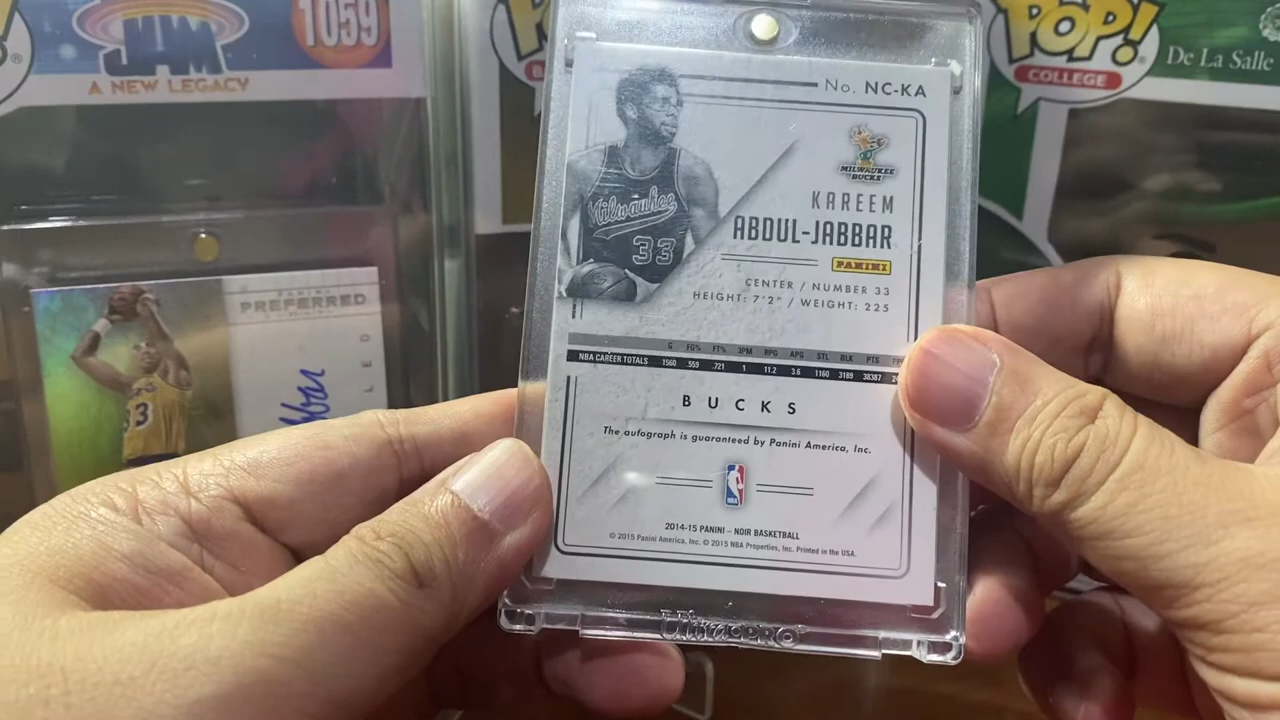 JAM
A NEW LEGACY
1059
POP!
COLLEGE
De La Salle
PANINI
PREFERRED
33
No. NC-KA
MILWAUKEE
BUCKS
KAREEM
ABDUL-JABBAR
PANINI
CENTER / NUMBER 33
HEIGHT: 7'2" / WEIGHT: 225
Milwaukee
33
G FG% FT% 3PM RPG APG STL BLK PTS
NBA CAREER TOTALS 1560 .559 .721 1 11.2 3.6 1160 3189 38387
BUCKS
The autograph is guaranteed by Panini America, Inc.
NBA
2014-15 PANINI – NOIR BASKETBALL
© 2015 Panini America, Inc. © 2015 NBA Properties, Inc. Printed in the USA.
Ultra PRO